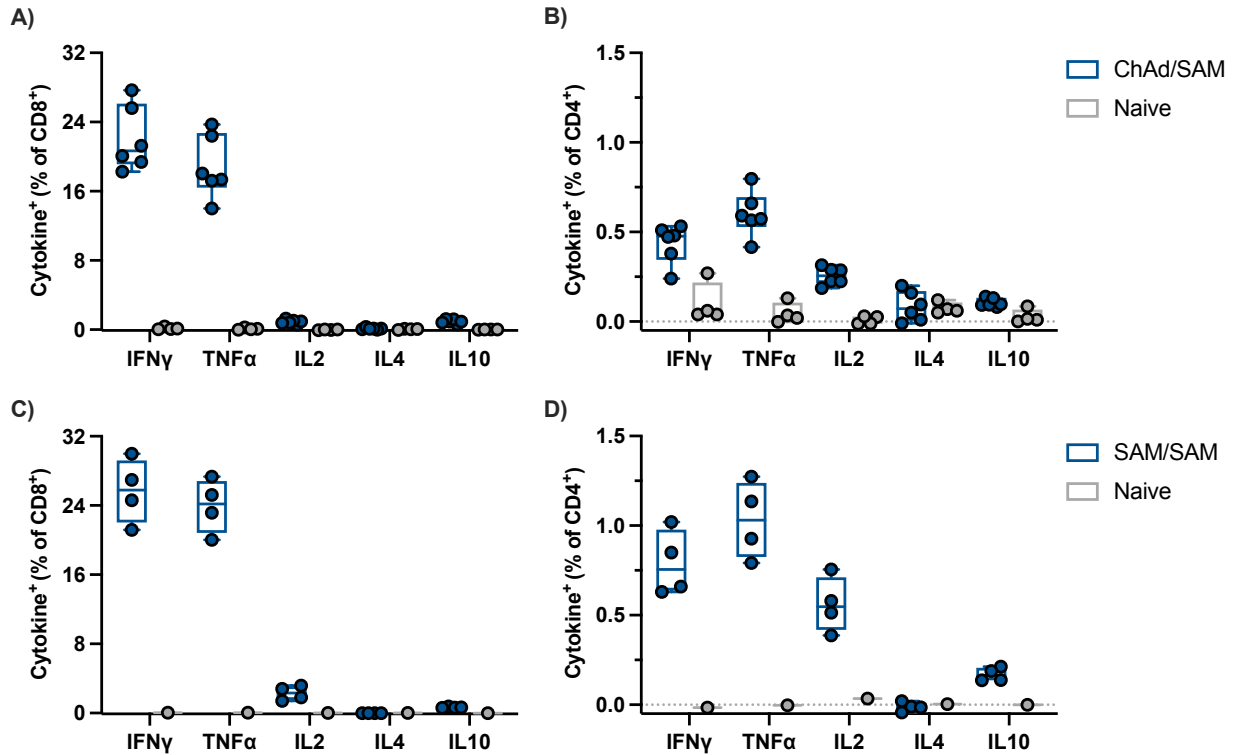 A)
Cytokine⁺ (% of CD8⁺)
32
24
16
8
0
IFNγ TNFα IL2 IL4 IL10
B)
Cytokine⁺ (% of CD4⁺)
1.5
1.0
0.5
0.0
IFNγ TNFα IL2 IL4 IL10
ChAd/SAM
Naive
C)
Cytokine⁺ (% of CD8⁺)
32
24
16
8
0
IFNγ TNFα IL2 IL4 IL10
D)
Cytokine⁺ (% of CD4⁺)
1.5
1.0
0.5
0.0
IFNγ TNFα IL2 IL4 IL10
SAM/SAM
Naive